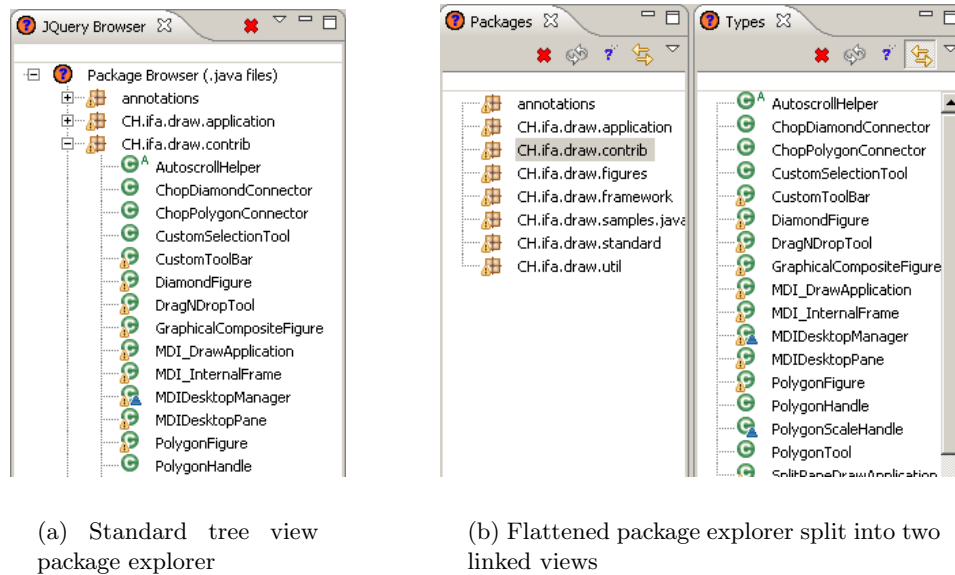 JQuery Browser
Package Browser (.java files)
annotations
CH.ifa.draw.application
CH.ifa.draw.contrib
A AutoscrollHelper
ChopDiamondConnector
ChopPolygonConnector
CustomSelectionTool
CustomToolBar
DiamondFigure
DragNDropTool
GraphicalCompositeFigure
MDI_DrawApplication
MDI_InternalFrame
MDIDesktopManager
MDIDesktopPane
PolygonFigure
PolygonHandle
(a) Standard tree view
package explorer
Packages
annotations
CH.ifa.draw.application
CH.ifa.draw.contrib
CH.ifa.draw.figures
CH.ifa.draw.framework
CH.ifa.draw.samples.java
CH.ifa.draw.standard
CH.ifa.draw.util
Types
A AutoscrollHelper
ChopDiamondConnector
ChopPolygonConnector
CustomSelectionTool
CustomToolBar
DiamondFigure
DragNDropTool
GraphicalCompositeFigure
MDI_DrawApplication
MDI_InternalFrame
MDIDesktopManager
MDIDesktopPane
PolygonFigure
PolygonHandle
PolygonScaleHandle
PolygonTool
SplitPaneDrawApplication
(b) Flattened package explorer split into two
linked views